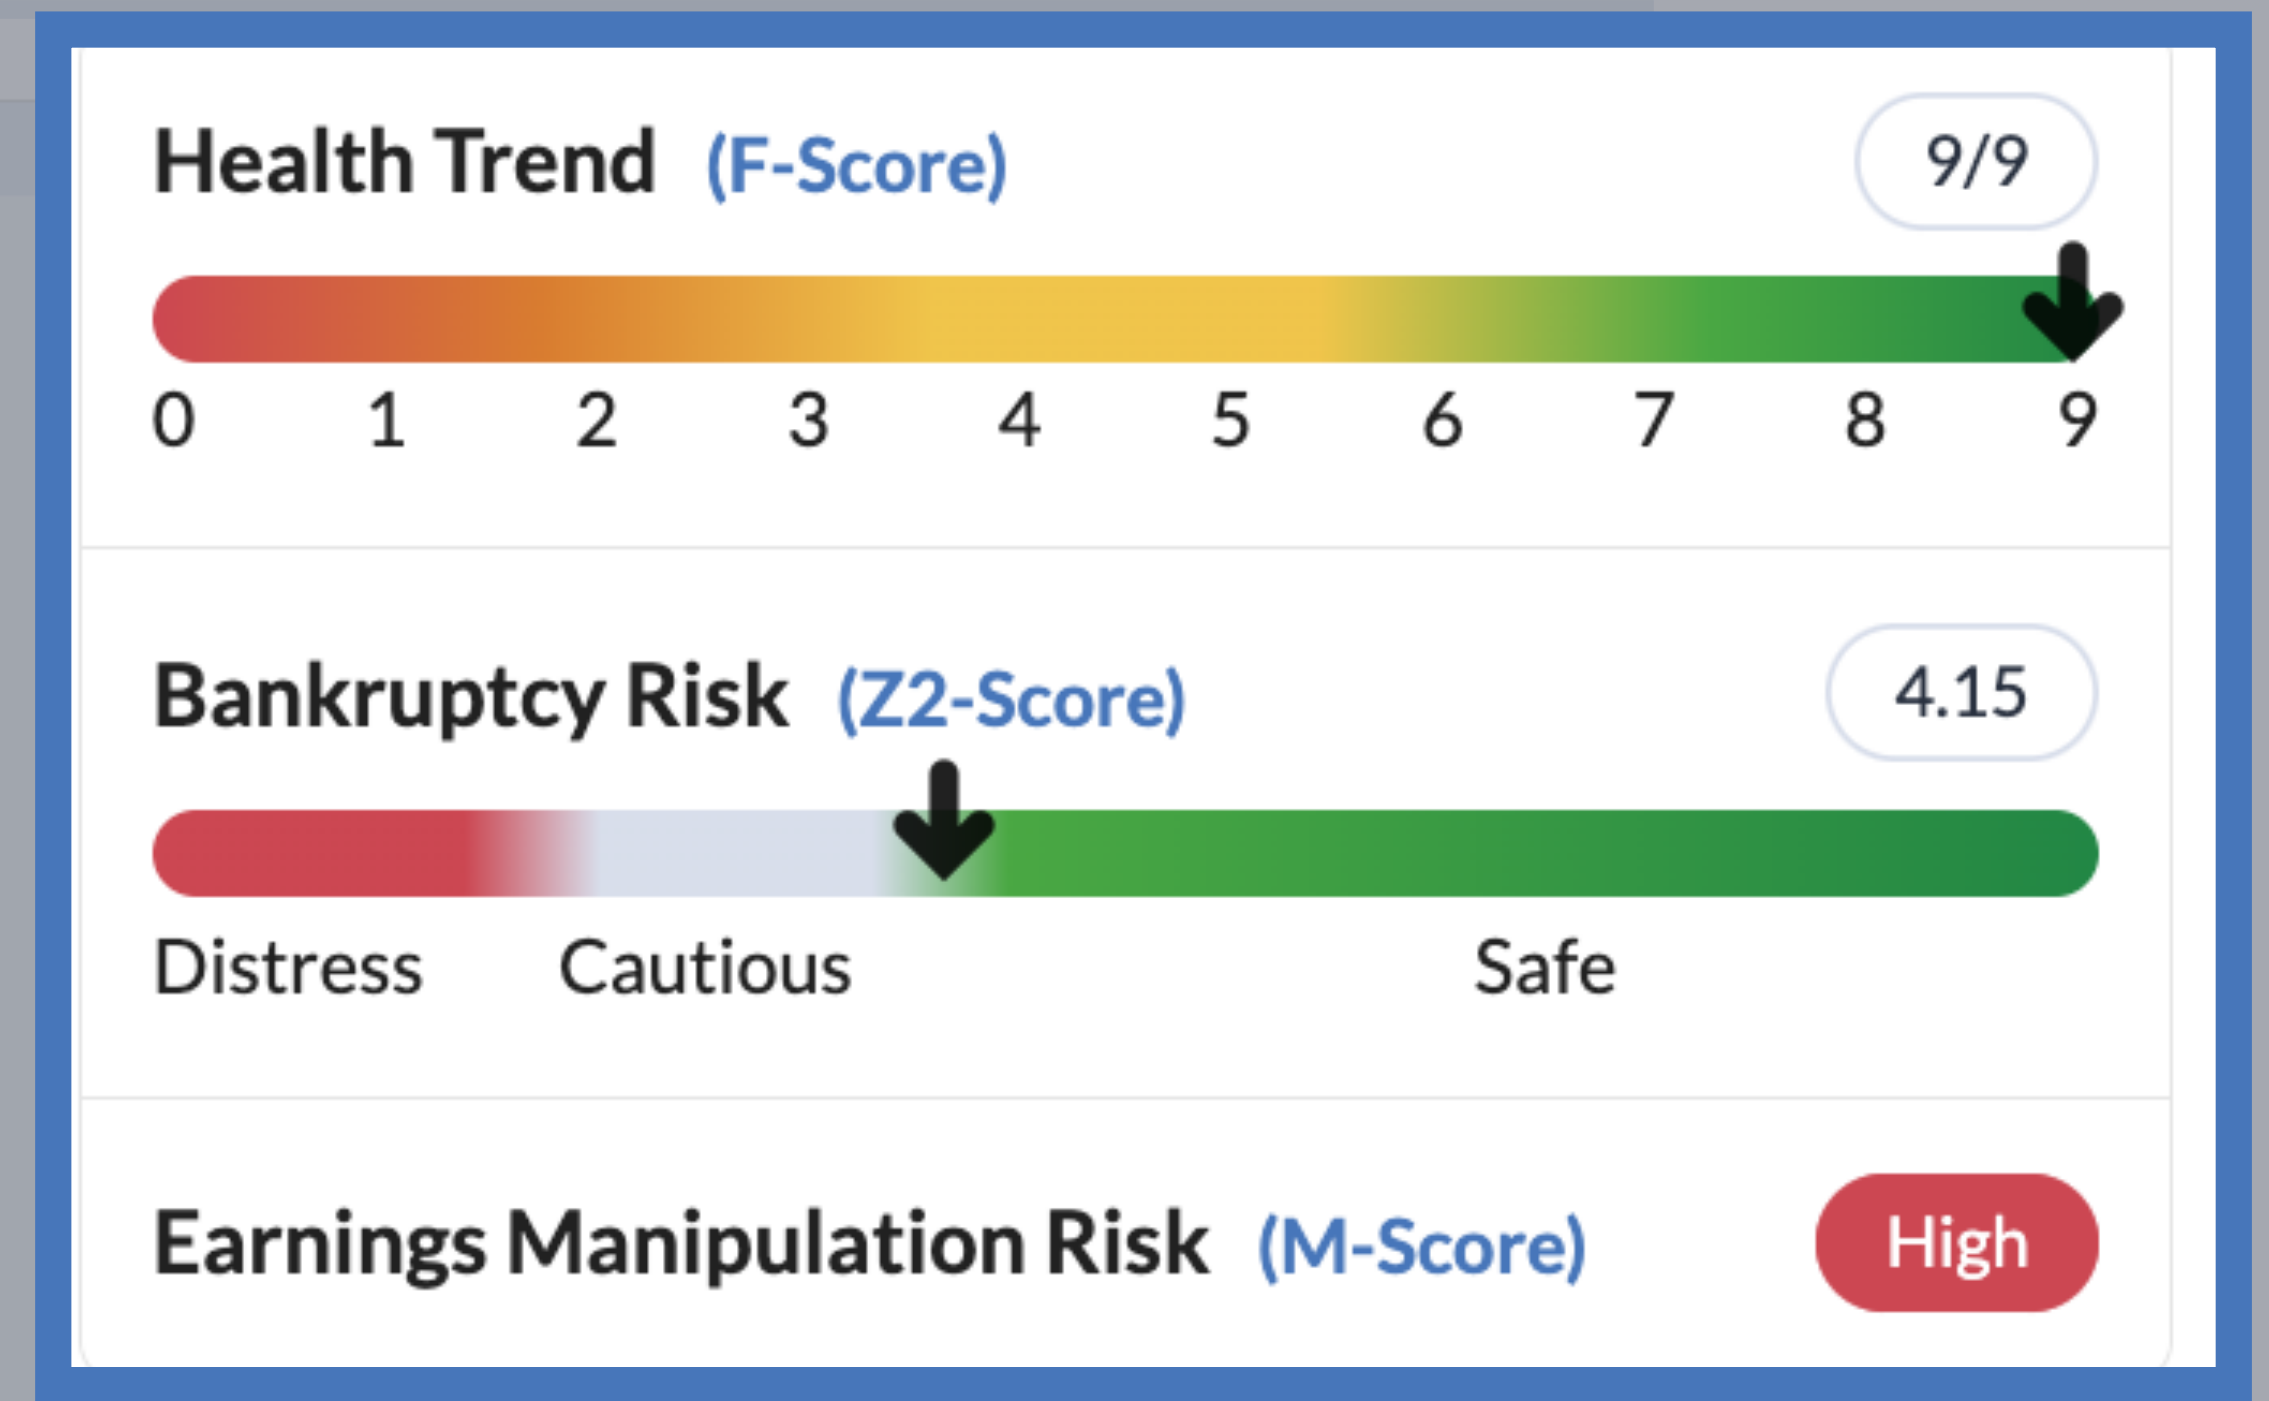 Health Trend (F-Score) 9/9
0 1 2 3 4 5 6 7 8 9
Bankruptcy Risk (Z2-Score) 4.15
Distress Cautious Safe
Earnings Manipulation Risk (M-Score) High